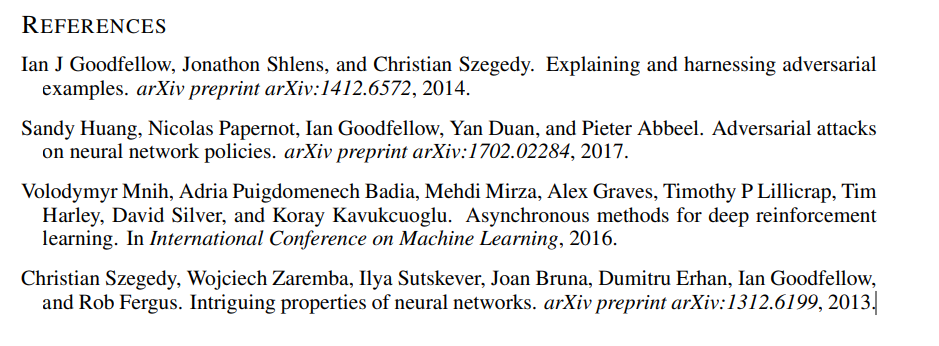 REFERENCES
Ian J Goodfellow, Jonathon Shlens, and Christian Szegedy. Explaining and harnessing adversarial
examples. arXiv preprint arXiv:1412.6572, 2014.
Sandy Huang, Nicolas Papernot, Ian Goodfellow, Yan Duan, and Pieter Abbeel. Adversarial attacks
on neural network policies. arXiv preprint arXiv:1702.02284, 2017.
Volodymyr Mnih, Adria Puigdomenech Badia, Mehdi Mirza, Alex Graves, Timothy P Lillicrap, Tim
Harley, David Silver, and Koray Kavukcuoglu. Asynchronous methods for deep reinforcement
learning. In International Conference on Machine Learning, 2016.
Christian Szegedy, Wojciech Zaremba, Ilya Sutskever, Joan Bruna, Dumitru Erhan, Ian Goodfellow,
and Rob Fergus. Intriguing properties of neural networks. arXiv preprint arXiv:1312.6199, 2013.